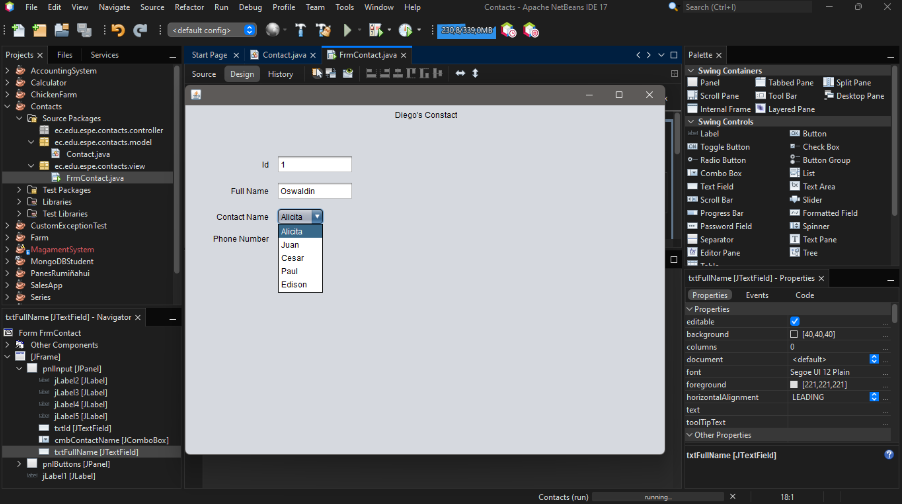 File Edit View Navigate Source Refactor Run Debug Profile Team Tools Window Help
Contacts - Apache NetBeans IDE 17
Search (Ctrl+I)
<default config>
230.8/339.0MB
Projects
Files
Services
AccountingSystem
Calculator
ChickenFarm
Contacts
Source Packages
ec.edu.espe.contacts.controller
ec.edu.espe.contacts.model
Contact.java
ec.edu.espe.contacts.view
FrmContact.java
Test Packages
Libraries
Test Libraries
CustomExceptionTest
Farm
MagamentSystem
MongoDBStudent
PanesRumiñahui
SalesApp
Series
txtFullName [JTextField] - Navigator
Form FrmContact
Other Components
[JFrame]
pnlInput [JPanel]
jLabel2 [JLabel]
jLabel3 [JLabel]
jLabel4 [JLabel]
jLabel5 [JLabel]
txtId [JTextField]
cmbContactName [JComboBox]
txtFullName [JTextField]
pnlButtons [JPanel]
jLabel1 [JLabel]
Start Page
Contact.java
FrmContact.java
Source
Design
History
Diego's Constact
Id 1
Full Name Oswaldin
Contact Name Alicita
Phone Number
Alicita
Juan
Cesar
Paul
Edison
Palette
Swing Containers
Panel Tabbed Pane Split Pane
Scroll Pane Tool Bar Desktop Pane
Internal Frame Layered Pane
Swing Controls
Label Button
Toggle Button Check Box
Radio Button Button Group
Combo Box List
Text Field Text Area
Scroll Bar Slider
Progress Bar Formatted Field
Password Field Spinner
Separator Text Pane
Editor Pane Tree
Table
txtFullName [JTextField] - Properties
Properties Events Code
Properties
editable
background [40,40,40]
columns 0
document <default>
font Segoe UI 12 Plain
foreground [221,221,221]
horizontalAlignment LEADING
text
toolTipText
Other Properties
txtFullName [JTextField]
Contacts (run)
running...
18:1